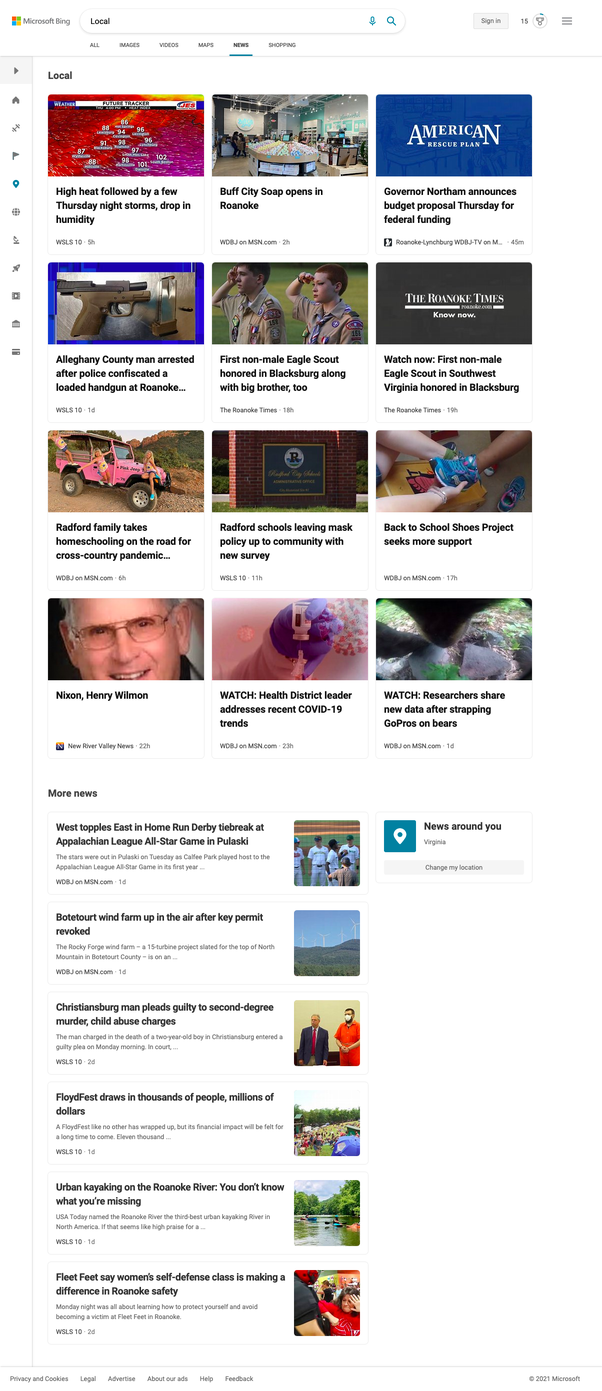 Microsoft Bing
Local
Sign in
15
ALL
IMAGES
VIDEOS
MAPS
NEWS
SHOPPING
Local
WEATHER
FUTURE TRACKER
High heat followed by a few
Thursday night storms, drop in
humidity
WSLS 10 · 5h
Buff City Soap opens in
Roanoke
WDBJ on MSN.com · 2h
AMERICAN
RESCUE PLAN
Governor Northam announces
budget proposal Thursday for
federal funding
Roanoke-Lynchburg WDBJ-TV on M... · 45m
Alleghany County man arrested
after police confiscated a
loaded handgun at Roanoke...
WSLS 10 · 1d
First non-male Eagle Scout
honored in Blacksburg along
with big brother, too
The Roanoke Times · 18h
THE ROANOKE TIMES
roanoke.com
Know now.
Watch now: First non-male
Eagle Scout in Southwest
Virginia honored in Blacksburg
The Roanoke Times · 19h
Radford family takes
homeschooling on the road for
cross-country pandemic...
WDBJ on MSN.com · 6h
Radford City Schools
Radford schools leaving mask
policy up to community with
new survey
WSLS 10 · 11h
Back to School Shoes Project
seeks more support
WDBJ on MSN.com · 17h
Nixon, Henry Wilmon
New River Valley News · 22h
WATCH: Health District leader
addresses recent COVID-19
trends
WDBJ on MSN.com · 23h
WATCH: Researchers share
new data after strapping
GoPros on bears
WDBJ on MSN.com · 1d
More news
West topples East in Home Run Derby tiebreak at
Appalachian League All-Star Game in Pulaski
The stars were out in Pulaski on Tuesday as Calfee Park played host to the
Appalachian League All-Star Game in its first year ...
WDBJ on MSN.com · 1d
News around you
Virginia
Change my location
Botetourt wind farm up in the air after key permit
revoked
The Rocky Forge wind farm – a 15-turbine project slated for the top of North
Mountain in Botetourt County – is on an ...
WDBJ on MSN.com · 1d
Christiansburg man pleads guilty to second-degree
murder, child abuse charges
The man charged in the death of a two-year-old boy in Christiansburg entered a
guilty plea on Monday morning. In court, ...
WSLS 10 · 2d
FloydFest draws in thousands of people, millions of
dollars
A FloydFest like no other has wrapped up, but its financial impact will be felt for
a long time to come. Eleven thousand ...
WSLS 10 · 1d
Urban kayaking on the Roanoke River: You don't know
what you're missing
USA Today named the Roanoke River the third-best urban kayaking River in
North America. If that seems like high praise for a ...
WSLS 10 · 1d
Fleet Feet say women's self-defense class is making a
difference in Roanoke safety
Monday night was all about learning how to protect yourself and avoid
becoming a victim at Fleet Feet in Roanoke.
WSLS 10 · 2d
Privacy and Cookies
Legal
Advertise
About our ads
Help
Feedback
© 2021 Microsoft